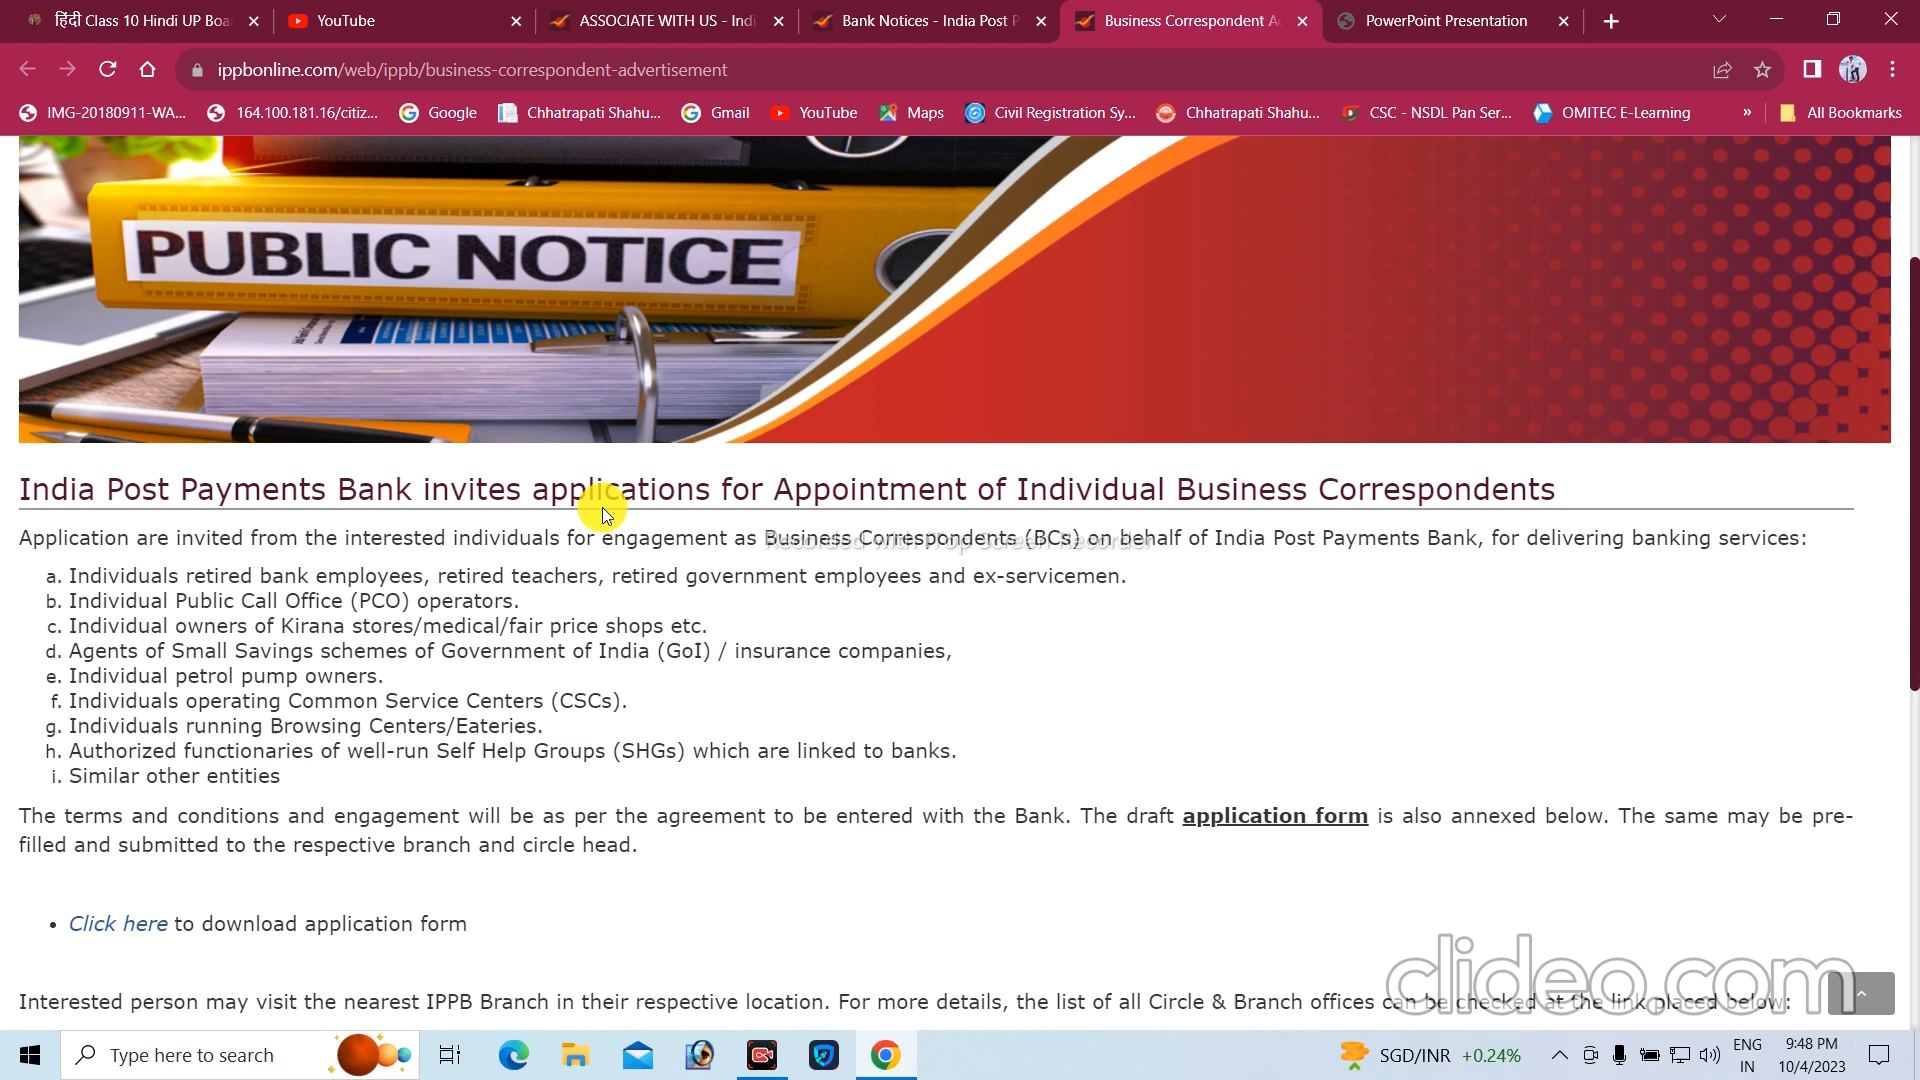 हिंदी Class 10 Hindi UP Boa
YouTube
ASSOCIATE WITH US - Indi
Bank Notices - India Post P
Business Correspondent A
PowerPoint Presentation
ippbonline.com/web/ippb/business-correspondent-advertisement
IMG-20180911-WA...
164.100.181.16/citiz...
Google
Chhatrapati Shahu...
Gmail
YouTube
Maps
Civil Registration Sy...
Chhatrapati Shahu...
CSC - NSDL Pan Ser...
OMITEC E-Learning
»
All Bookmarks
PUBLIC NOTICE
India Post Payments Bank invites applications for Appointment of Individual Business Correspondents
Application are invited from the interested individuals for engagement as Business Correspondents (BCs) on behalf of India Post Payments Bank, for delivering banking services:
Recorded with iTop Screen Recorder
a. Individuals retired bank employees, retired teachers, retired government employees and ex-servicemen.
b. Individual Public Call Office (PCO) operators.
c. Individual owners of Kirana stores/medical/fair price shops etc.
d. Agents of Small Savings schemes of Government of India (GoI) / insurance companies,
e. Individual petrol pump owners.
f. Individuals operating Common Service Centers (CSCs).
g. Individuals running Browsing Centers/Eateries.
h. Authorized functionaries of well-run Self Help Groups (SHGs) which are linked to banks.
i. Similar other entities
The terms and conditions and engagement will be as per the agreement to be entered with the Bank. The draft application form is also annexed below. The same may be pre-
filled and submitted to the respective branch and circle head.
• Click here to download application form
clideo.com
Interested person may visit the nearest IPPB Branch in their respective location. For more details, the list of all Circle & Branch offices can be checked at the link placed below:
Type here to search
SGD/INR +0.24%
ENG
IN
9:48 PM
10/4/2023